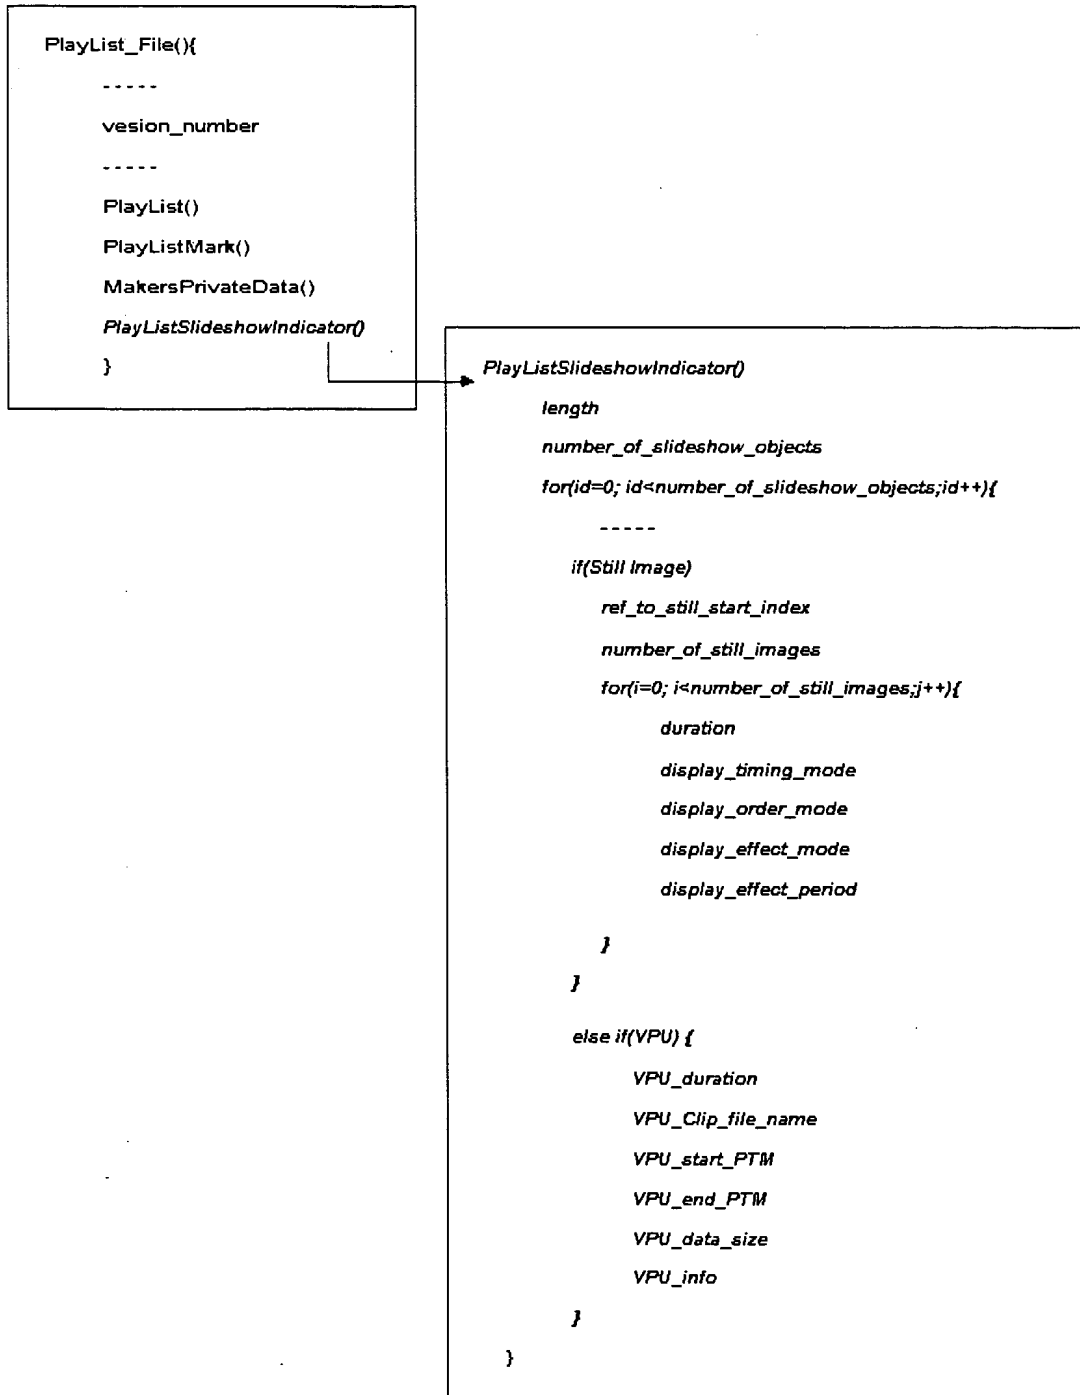 PlayList_File(){
-----
vesion_number
-----
PlayList()
PlayListMark()
MakersPrivateData()
PlayListSlideshowIndicator()
}
PlayListSlideshowIndicator()
length
number_of_slideshow_objects
for(id=0; id<number_of_slideshow_objects;id++){
-----
if(Still Image)
ref_to_still_start_index
number_of_still_images
for(i=0; i<number_of_still_images;j++){
duration
display_timing_mode
display_order_mode
display_effect_mode
display_effect_period
}
}
else if(VPU) {
VPU_duration
VPU_Clip_file_name
VPU_start_PTM
VPU_end_PTM
VPU_data_size
VPU_info
}
}